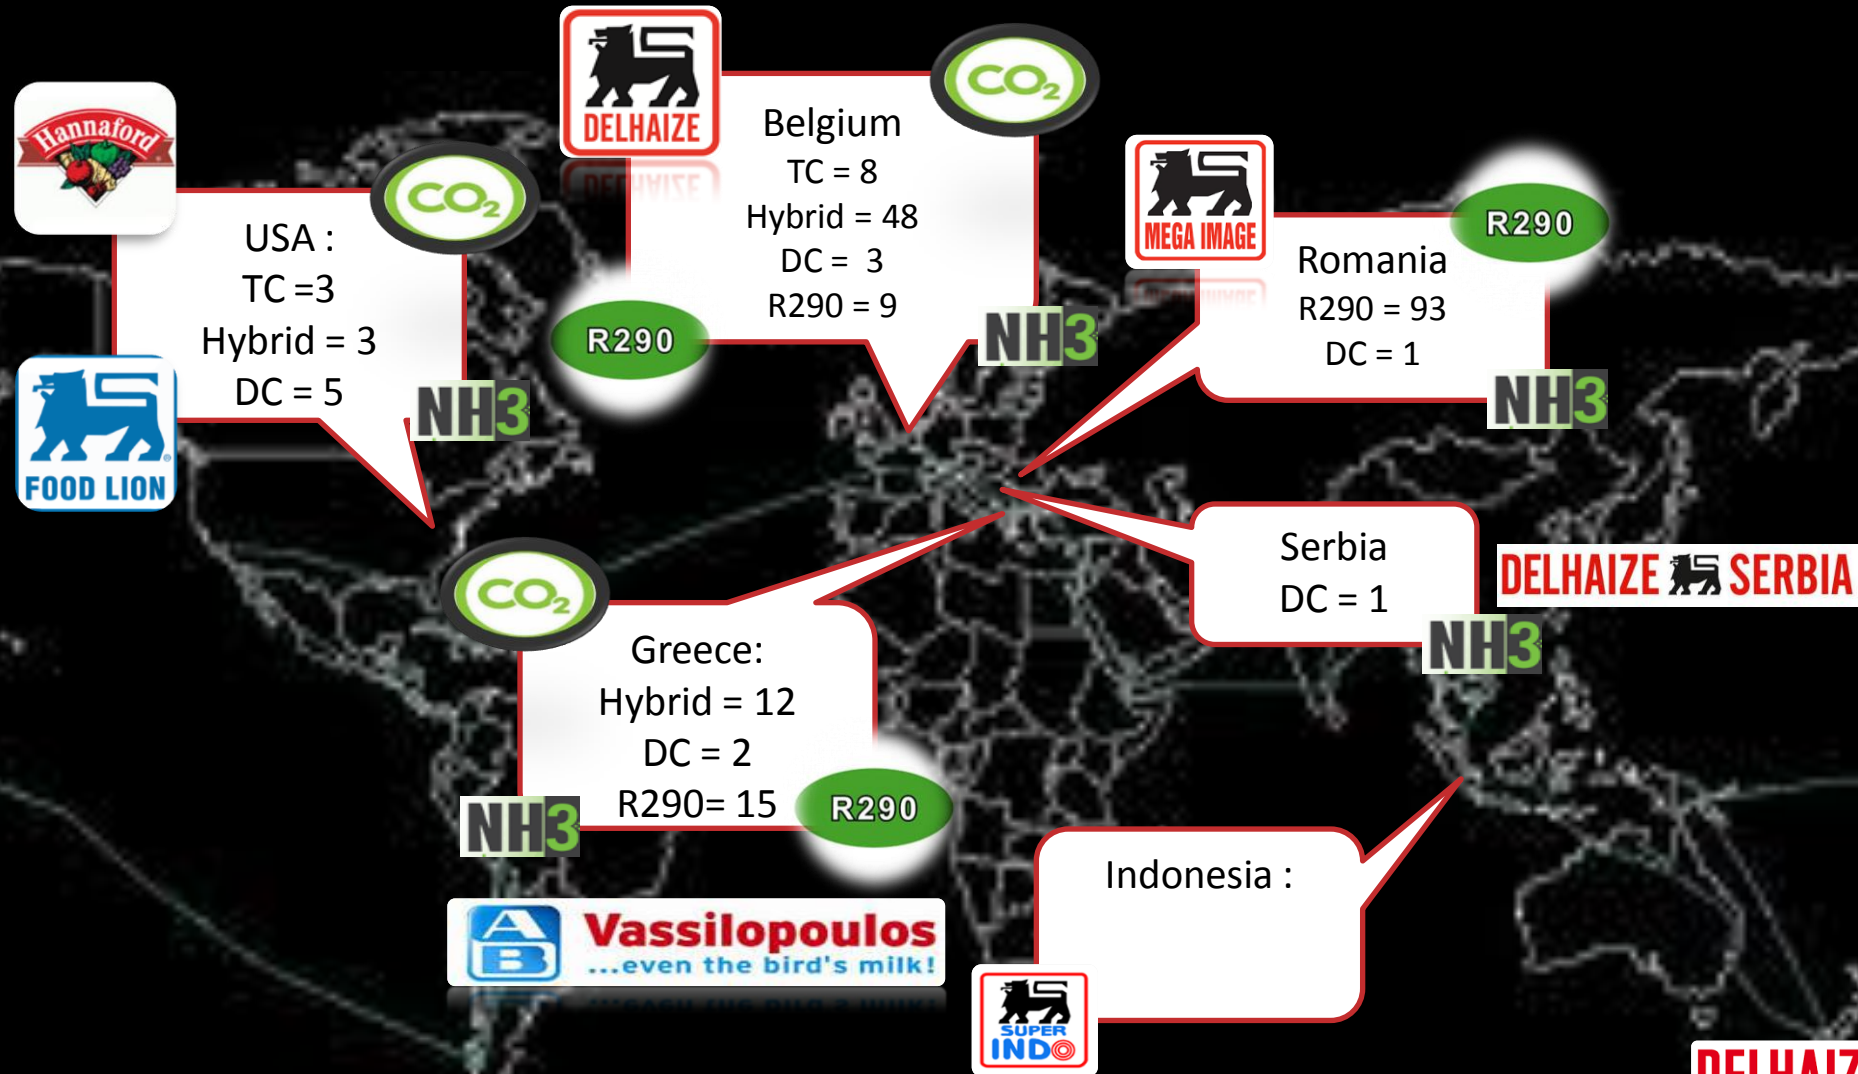 Hannaford
FOOD LION
USA :
TC =3
Hybrid = 3
DC = 5
CO2
NH3
DELHAIZE
Belgium
TC = 8
Hybrid = 48
DC =  3
R290 = 9
CO2
R290
NH3
MEGA IMAGE
Romania
R290 = 93
DC = 1
R290
NH3
Serbia
DC = 1
NH3
DELHAIZE SERBIA
CO2
Greece:
Hybrid = 12
DC = 2
R290= 15
NH3
R290
AB Vassilopoulos
...even the bird's milk!
Indonesia :
SUPER
INDO
DELHAIZ